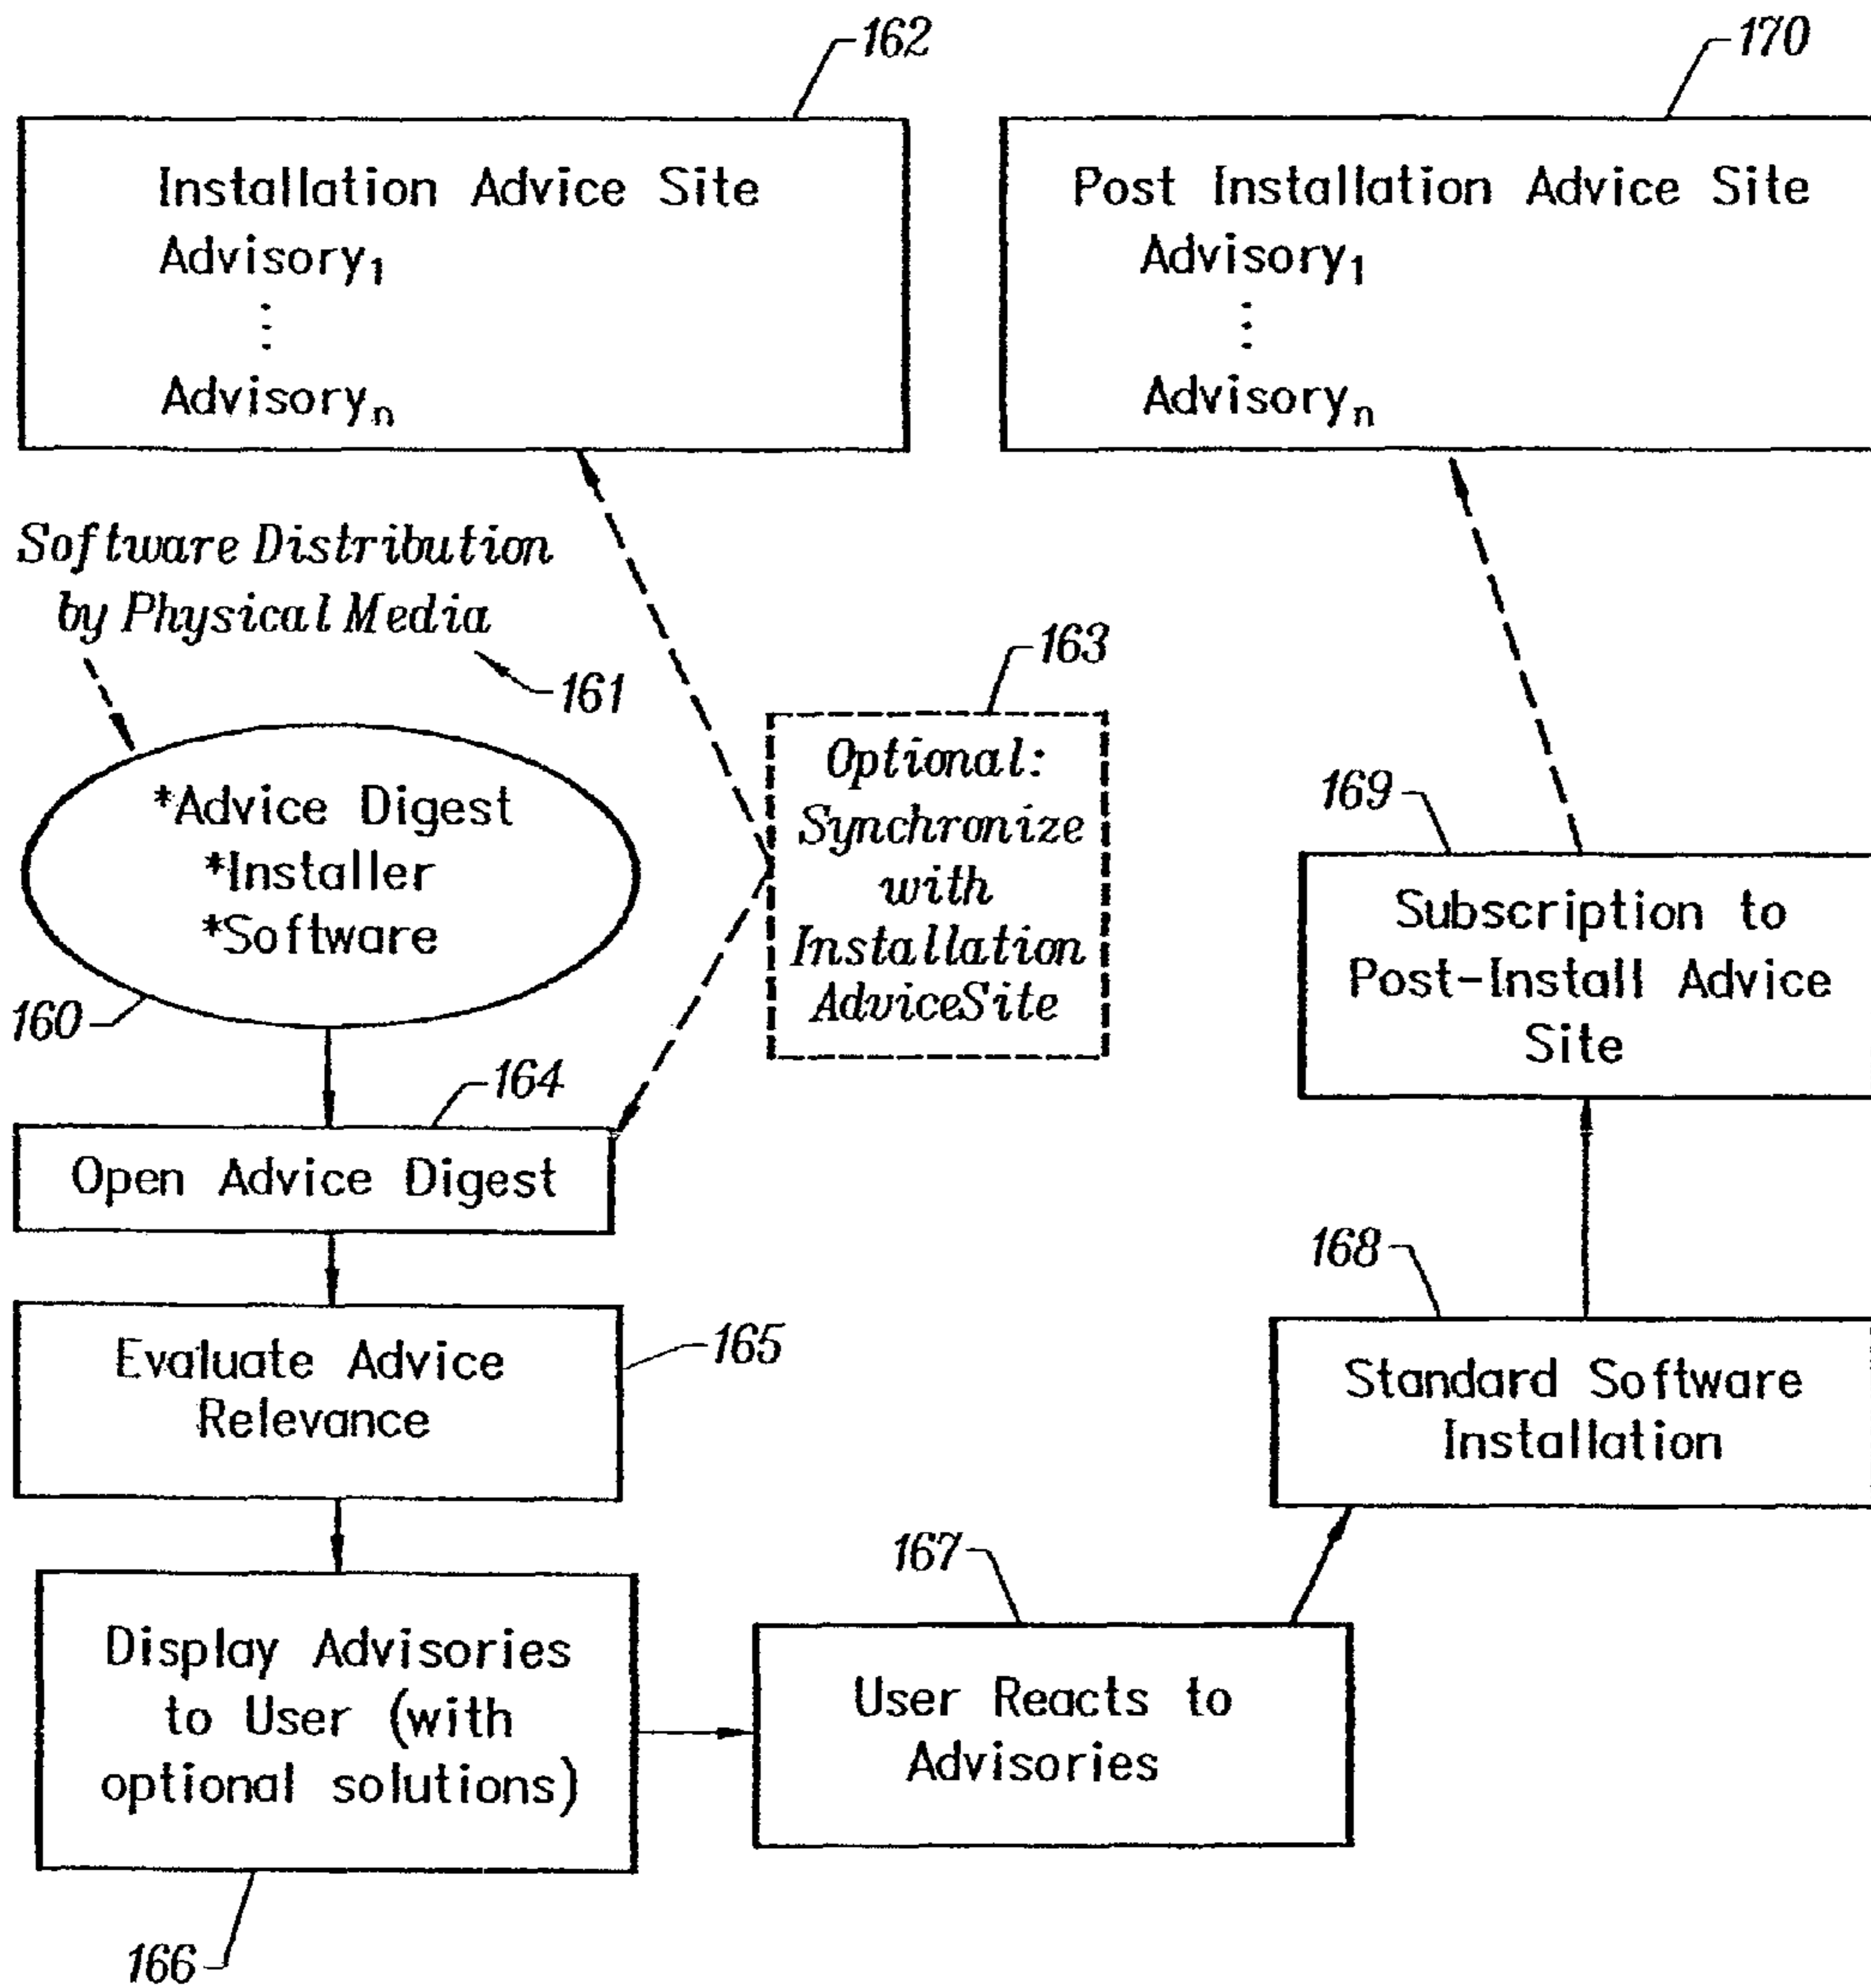 162
170
Installation Advice Site
Advisory₁
⋮
Advisoryₙ
Post Installation Advice Site
Advisory₁
⋮
Advisoryₙ
Software Distribution
by Physical Media
161
163
Optional:
Synchronize
with
Installation
AdviceSite
*Advice Digest
*Installer
*Software
160
169
Subscription to
Post-Install Advice
Site
164
Open Advice Digest
168
Standard Software
Installation
Evaluate Advice
Relevance
165
167
Display Advisories
to User (with
optional solutions)
User Reacts to
Advisories
166